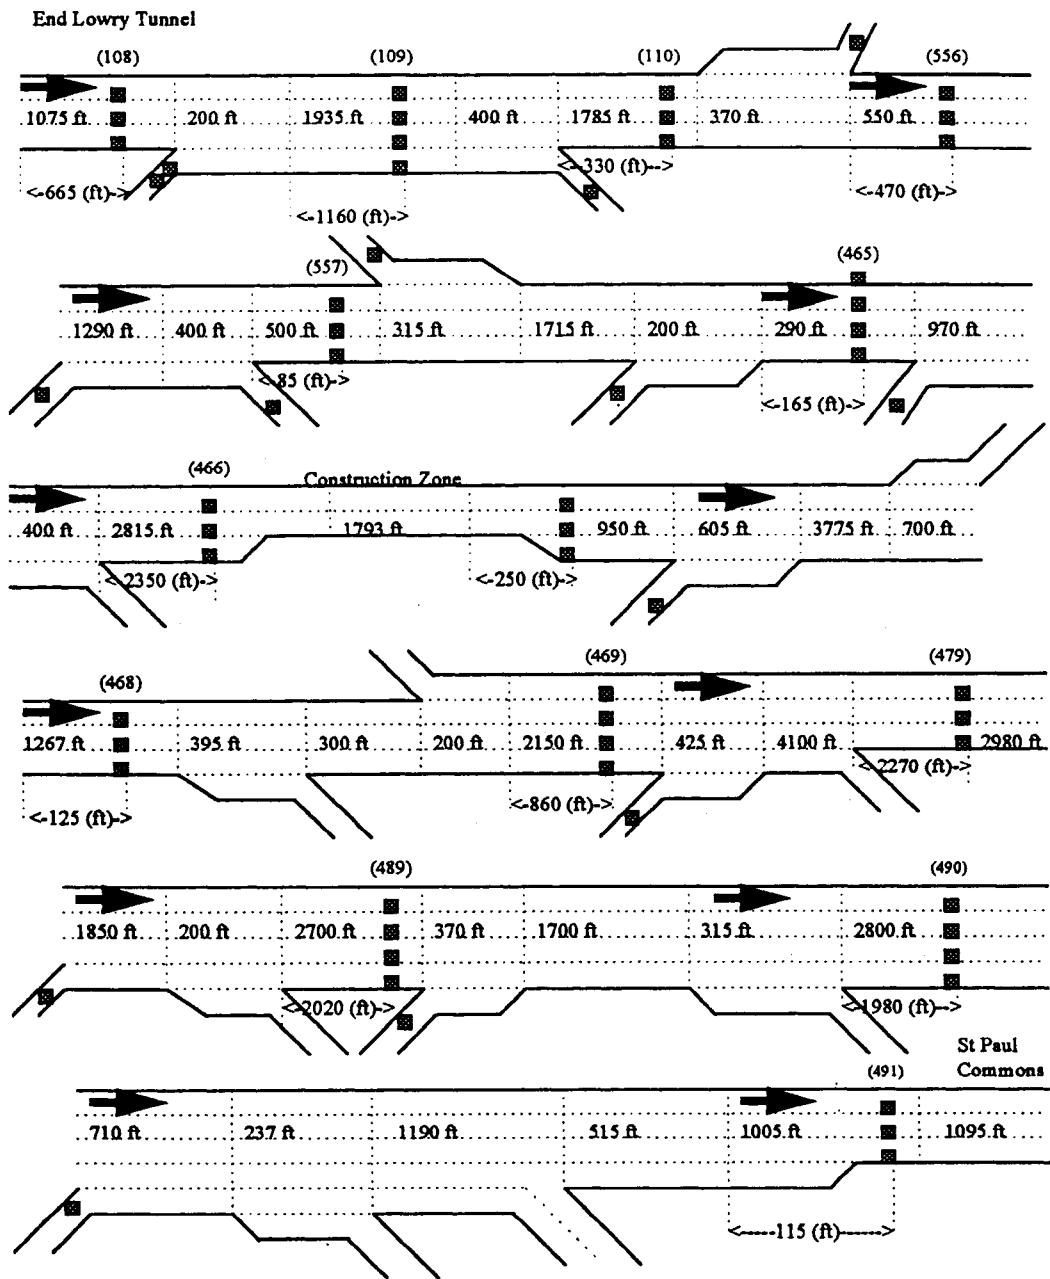 End Lowry Tunnel
(108) (109) (110) (556)
1075 ft 200 ft 1935 ft 400 ft 1785 ft 370 ft 550 ft
<-665 (ft)-> <-1160 (ft)-> <-330 (ft)--> <-470 (ft)->
(557) (465)
1290 ft 400 ft 500 ft 315 ft 1715 ft 200 ft 290 ft 970 ft
<-85 (ft)-> <-165 (ft)->
(466) Construction Zone
400 ft 2815 ft 1793 ft 950 ft 605 ft 3775 ft 700 ft
<-2350 (ft)-> <-250 (ft)->
(468) (469) (479)
1267 ft 395 ft 300 ft 200 ft 2150 ft 425 ft 4100 ft 2980 ft
<-125 (ft)-> <-860 (ft)-> <-2270 (ft)->
(489) (490)
1850 ft 200 ft 2700 ft 370 ft 1700 ft 315 ft 2800 ft
<-2020 (ft)-> <-1980 (ft)-->
St Paul
(491) Commons
710 ft 237 ft 1190 ft 515 ft 1005 ft 1095 ft
<-----115 (ft)----->